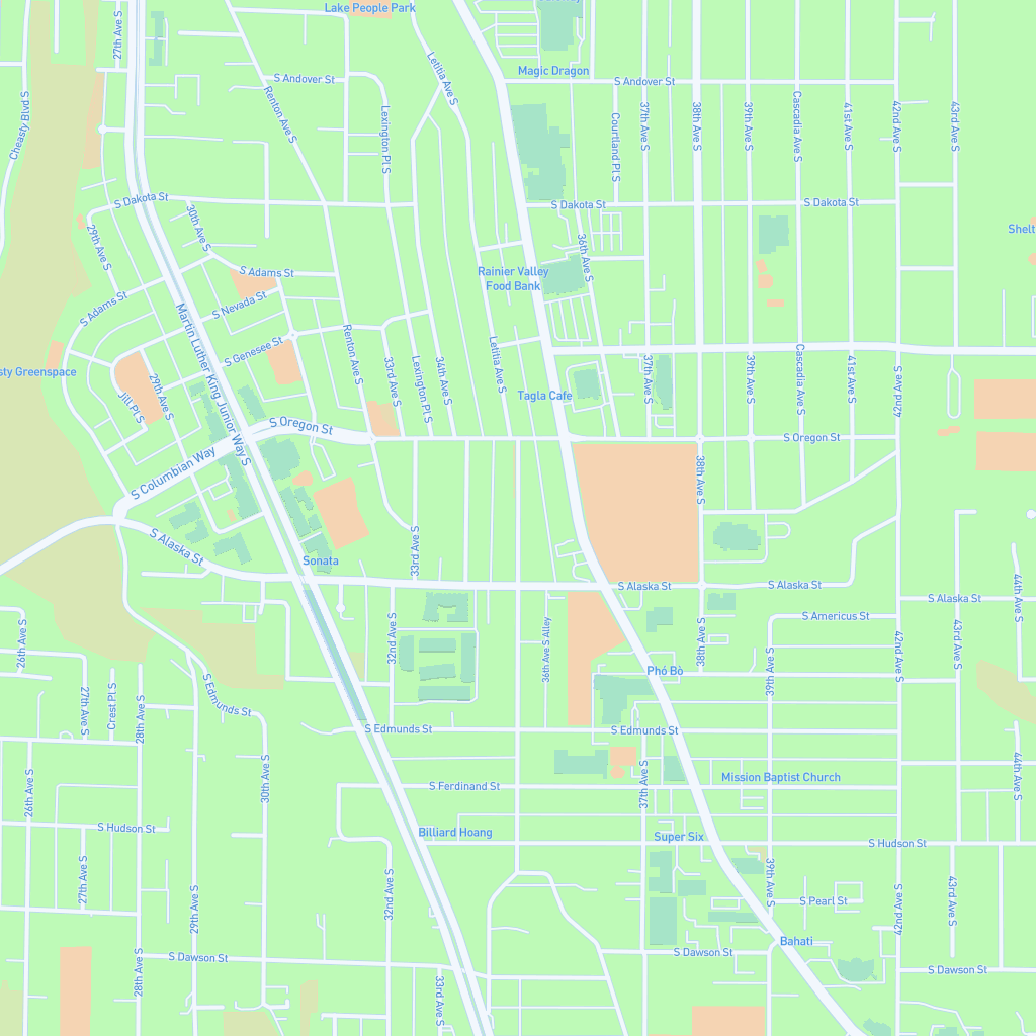 Lake People Park
27th Ave S
Letitia Ave S
Magic Dragon
S Andover St
S Andover St
Cheasty Blvd S
Renton Ave S
Lexington Pl S
Courtland Pl S
37th Ave S
38th Ave S
39th Ave S
Cascadia Ave S
41st Ave S
42nd Ave S
43rd Ave S
S Dakota St
S Dakota St
S Dakota St
30th Ave S
29th Ave S
36th Ave S
Shelt
S Adams St
Rainier Valley
Food Bank
S Adams St
S Nevada St
Martin Luther King Junior Way S
S Genesee St
Renton Ave S
33rd Ave S
Lexington Pl S
34th Ave S
Letitia Ave S
37th Ave S
39th Ave S
Cascadia Ave S
41st Ave S
42nd Ave S
sty Greenspace
29th Ave S
Jill Pl S
Tagla Cafe
S Oregon St
S Oregon St
S Columbian Way
38th Ave S
S Alaska St
33rd Ave S
Sonata
S Alaska St
S Alaska St
S Alaska St
44th Ave S
S Americus St
26th Ave S
32nd Ave S
36th Ave S Alley
38th Ave S
39th Ave S
42nd Ave S
43rd Ave S
Phó Bò
27th Ave S
Crest Pl S
28th Ave S
S Edmunds St
S Edmunds St
S Edmunds St
44th Ave S
26th Ave S
30th Ave S
S Ferdinand St
37th Ave S
Mission Baptist Church
S Hudson St
Billiard Hoang
Super Six
S Hudson St
27th Ave S
29th Ave S
32nd Ave S
39th Ave S
42nd Ave S
43rd Ave S
S Pearl St
Bahati
28th Ave S
S Dawson St
33rd Ave S
S Dawson St
S Dawson St